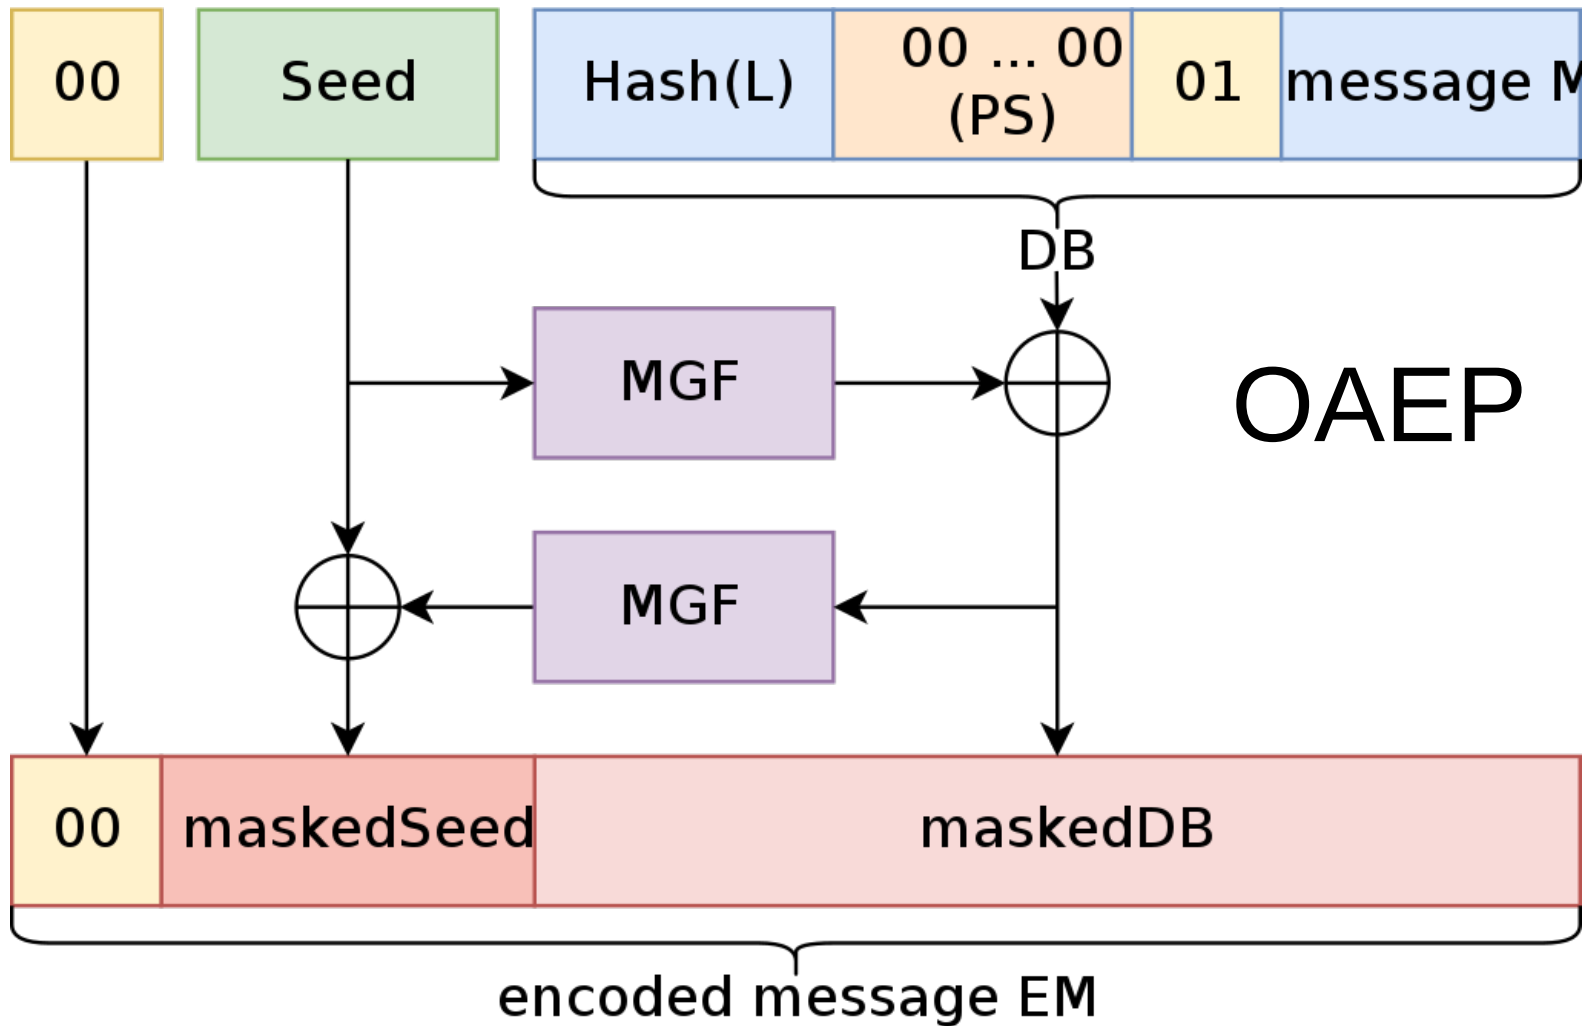 00
Seed
Hash(L)
00 ... 00
(PS)
01
message M
DB
MGF
OAEP
MGF
00
maskedSeed
maskedDB
encoded message EM